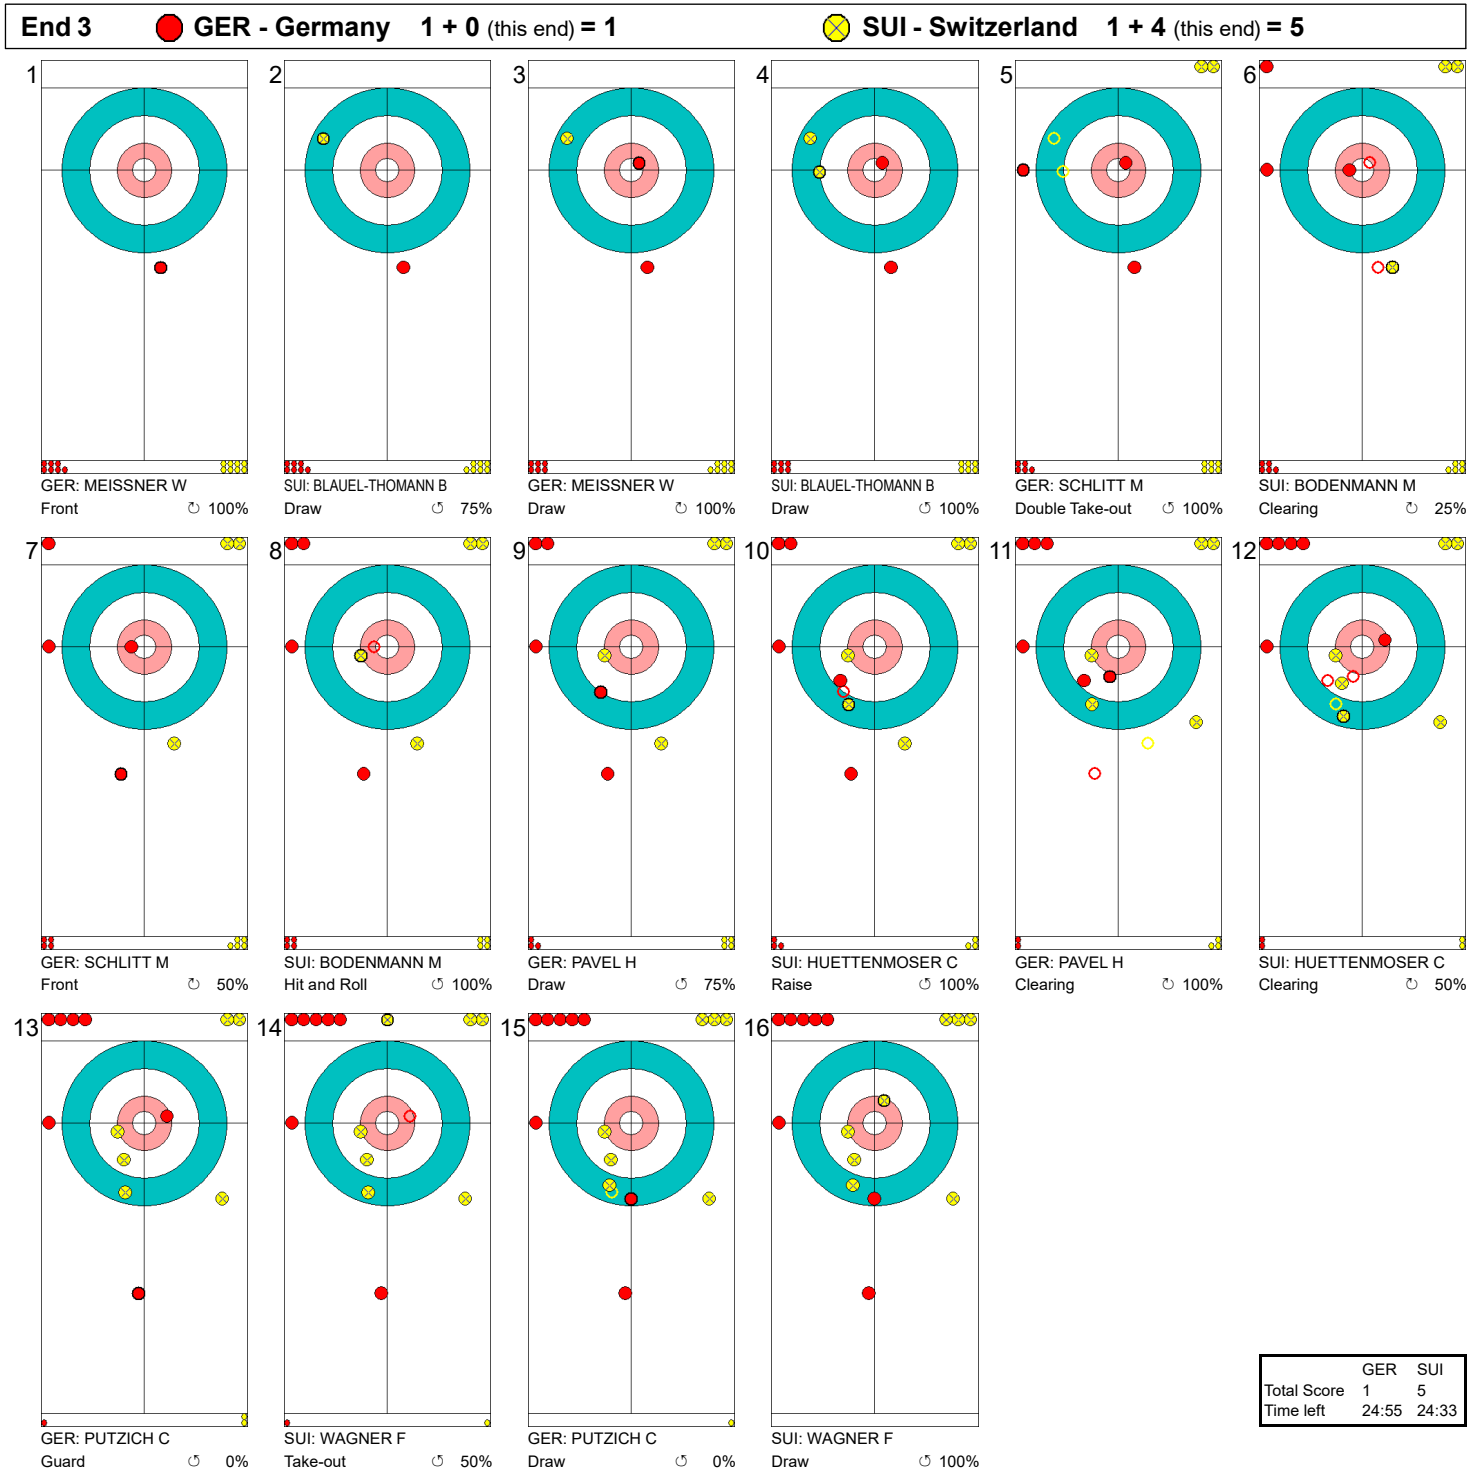 End 3 GER - Germany 1 + 0 (this end) = 1 SUI - Switzerland 1 + 4 (this end) = 5
1 2 3 4 5 6
GER: MEISSNER W SUI: BLAUEL-THOMANN B GER: MEISSNER W SUI: BLAUEL-THOMANN B GER: SCHLITT M SUI: BODENMANN M
Front ↻ 100% Draw ↻ 75% Draw ↻ 100% Draw ↻ 100% Double Take-out ↺ 100% Clearing ↻ 25%
7 8 9 10 11 12
GER: SCHLITT M SUI: BODENMANN M GER: PAVEL H SUI: HUETTENMOSER C GER: PAVEL H SUI: HUETTENMOSER C
Front ↻ 50% Hit and Roll ↺ 100% Draw ↺ 75% Raise ↺ 100% Clearing ↻ 100% Clearing ↻ 50%
13 14 15 16
GER: PUTZICH C SUI: WAGNER F GER: PUTZICH C SUI: WAGNER F
Guard ↺ 0% Take-out ↺ 50% Draw ↺ 0% Draw ↺ 100%
GER SUI
Total Score 1 5
Time left 24:55 24:33